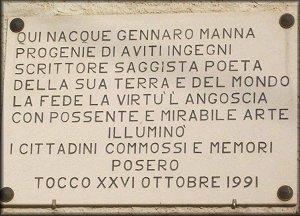 QUI NACQUE GENNARO MANNA
PROGENIE DI AVITI INGEGNI
SCRITTORE SAGGISTA POETA
DELLA SUA TERRA E DEL MONDO
LA FEDE LA VIRTU' L ANGOSCIA
CON POSSENTE E MIRABILE ARTE
ILLUMINO'
I CITTADINI COMMOSSI E MEMORI
POSERO
TOCCO XXVI OTTOBRE 1991